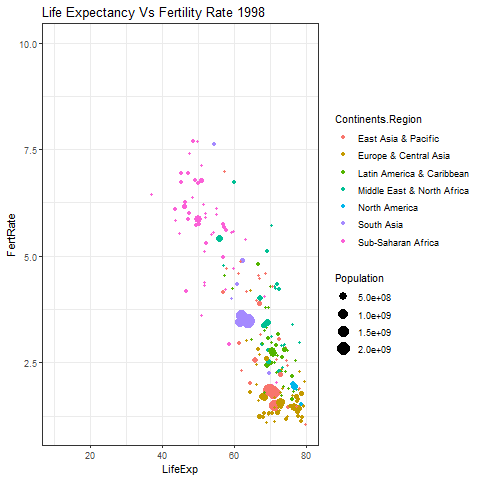 Life Expectancy Vs Fertility Rate 1998
10.0
7.5
5.0
2.5
FertRate
20
40
60
80
LifeExp
Continents.Region
East Asia & Pacific
Europe & Central Asia
Latin America & Caribbean
Middle East & North Africa
North America
South Asia
Sub-Saharan Africa
Population
5.0e+08
1.0e+09
1.5e+09
2.0e+09